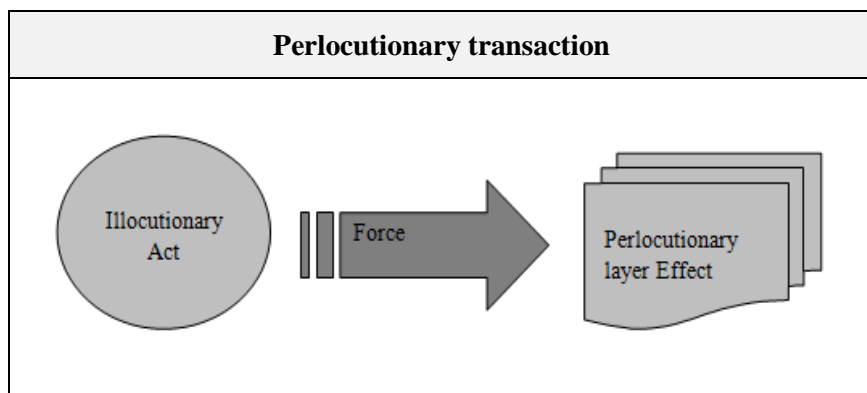 Perlocutionary transaction
Illocutionary
Act
Force
Perlocutionary
layer Effect